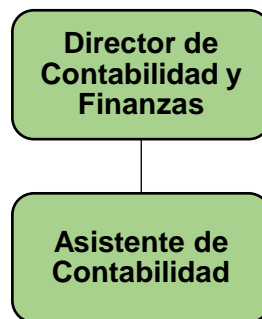 Director de
Contabilidad y
Finanzas
Asistente de
Contabilidad